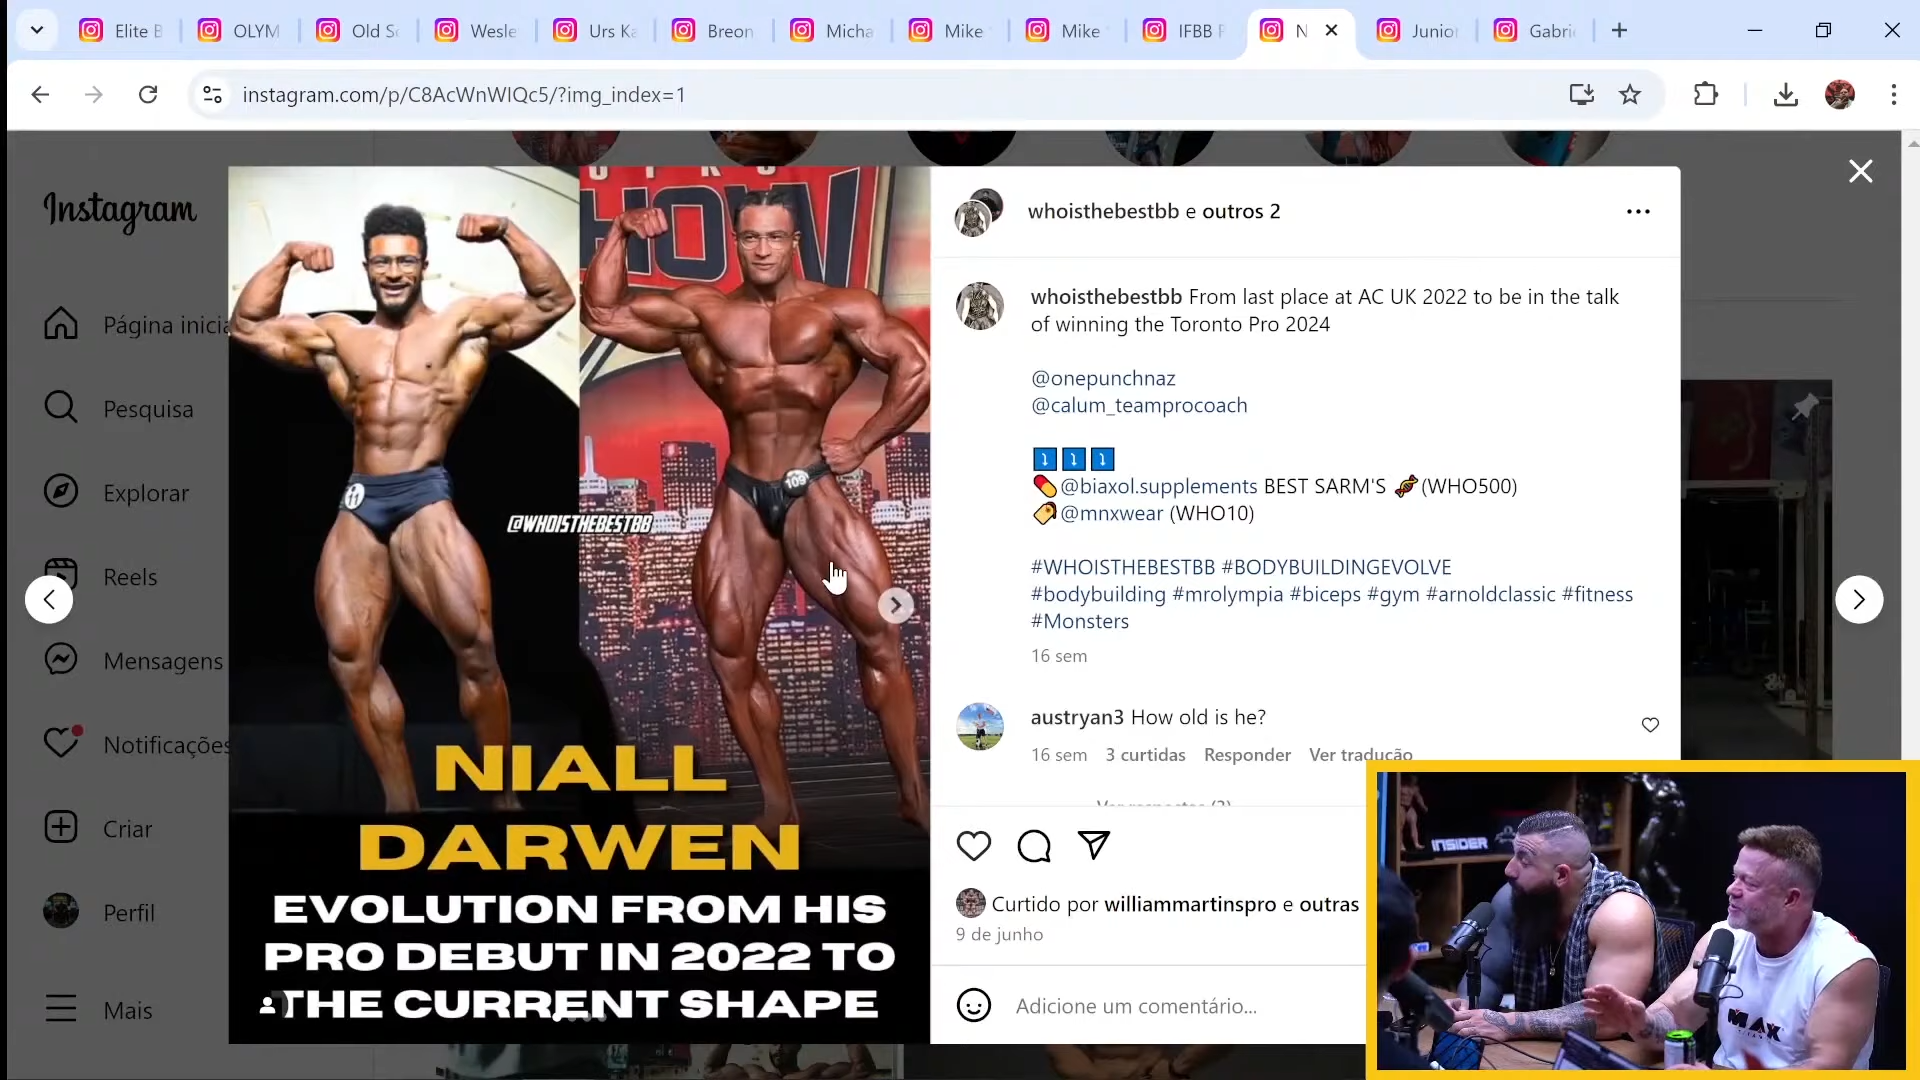 Elite B
OLYM
Old S
Wesle
Urs Ka
Breon
Micha
Mike
Mike
IFBB P
N
Junior
Gabri
instagram.com/p/C8AcWnWIQc5/?img_index=1
Instagram
Página inicia
Pesquisa
Explorar
Reels
Mensagens
Notificações
Criar
Perfil
Mais
PRO
HOW
11
109
@WHOISTHEBESTBB
NIALL
DARWEN
EVOLUTION FROM HIS
PRO DEBUT IN 2022 TO
THE CURRENT SHAPE
whoisthebestbb e outros 2
whoisthebestbb From last place at AC UK 2022 to be in the talk
of winning the Toronto Pro 2024
@onepunchnaz
@calum_teamprocoach
⤵️⤵️⤵️
💊@biaxol.supplements BEST SARM'S 🍬(WHO500)
🏷️@mnxwear (WHO10)
#WHOISTHEBESTBB #BODYBUILDINGEVOLVE
#bodybuilding #mrolympia #biceps #gym #arnoldclassic #fitness
#Monsters
16 sem
austryan3 How old is he?
16 sem 3 curtidas Responder Ver tradução
Ver respostas (2)
Curtido por williammartinspro e outras
9 de junho
Adicione um comentário...
INSIDER
MAX